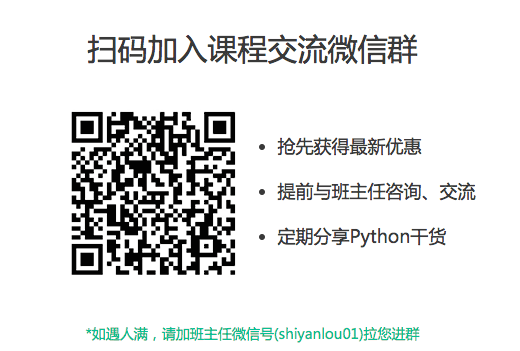 扫码加入课程交流微信群
• 抢先获得最新优惠
• 提前与班主任咨询、交流
• 定期分享Python干货
*如遇人满，请加班主任微信号(shiyanlou01)拉您进群